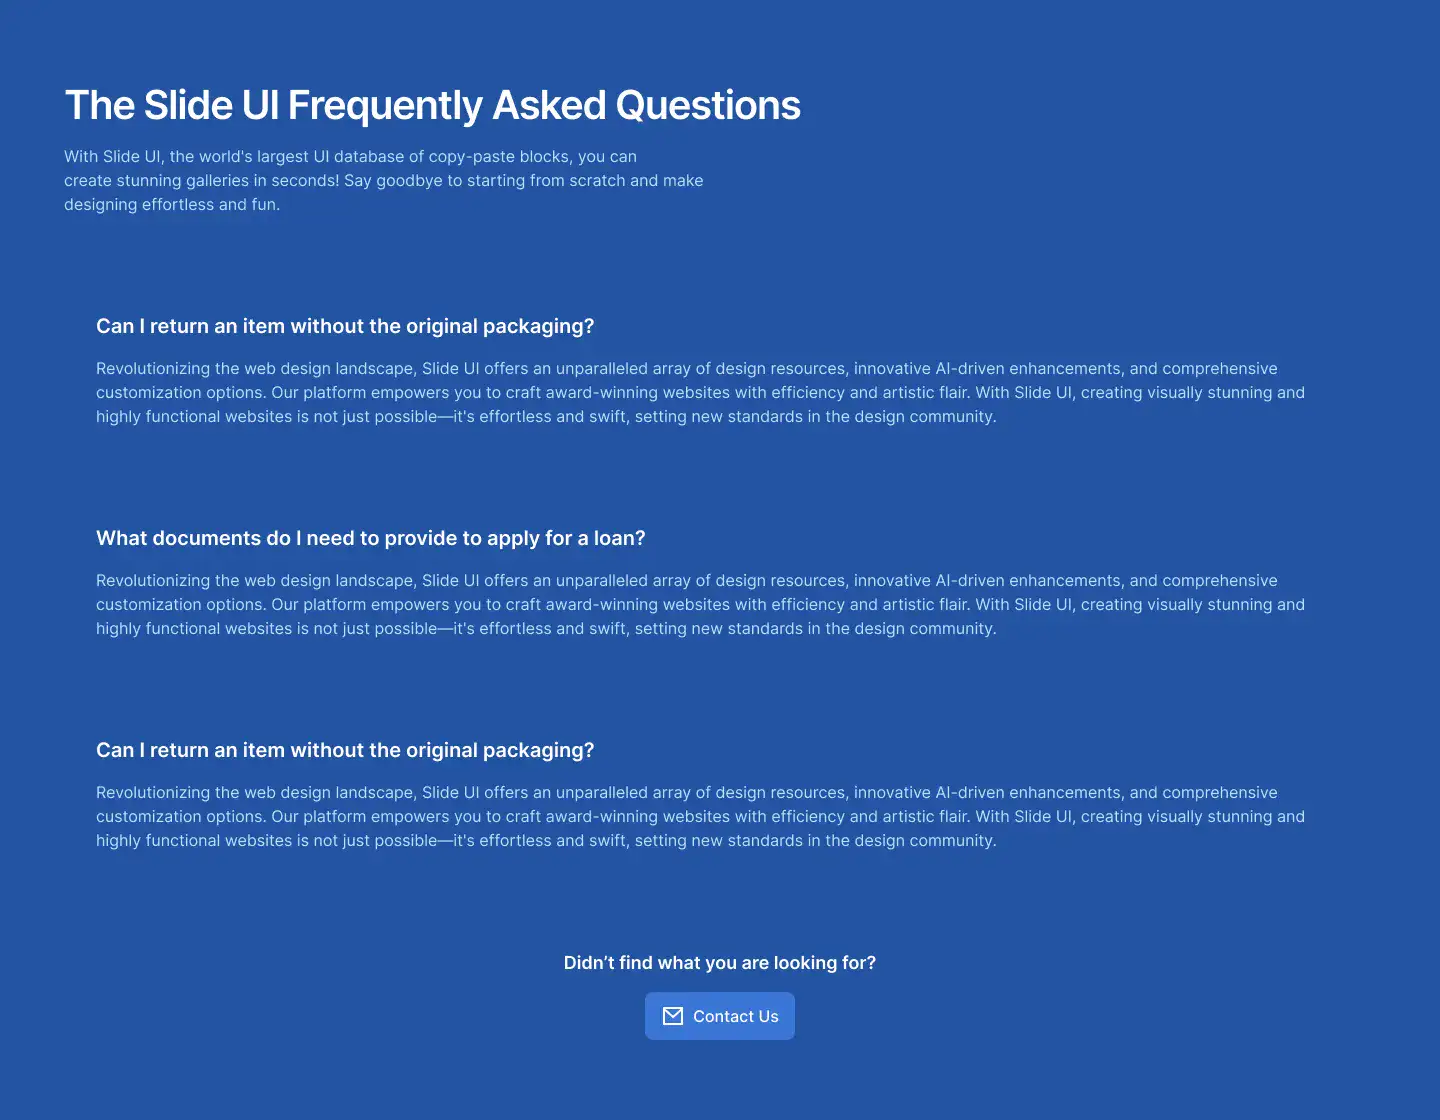 The Slide UI Frequently Asked Questions
With Slide UI, the world's largest UI database of copy-paste blocks, you can
create stunning galleries in seconds! Say goodbye to starting from scratch and make
designing effortless and fun.
Can I return an item without the original packaging?
Revolutionizing the web design landscape, Slide UI offers an unparalleled array of design resources, innovative AI-driven enhancements, and comprehensive
customization options. Our platform empowers you to craft award-winning websites with efficiency and artistic flair. With Slide UI, creating visually stunning and
highly functional websites is not just possible—it's effortless and swift, setting new standards in the design community.
What documents do I need to provide to apply for a loan?
Revolutionizing the web design landscape, Slide UI offers an unparalleled array of design resources, innovative AI-driven enhancements, and comprehensive
customization options. Our platform empowers you to craft award-winning websites with efficiency and artistic flair. With Slide UI, creating visually stunning and
highly functional websites is not just possible—it's effortless and swift, setting new standards in the design community.
Can I return an item without the original packaging?
Revolutionizing the web design landscape, Slide UI offers an unparalleled array of design resources, innovative AI-driven enhancements, and comprehensive
customization options. Our platform empowers you to craft award-winning websites with efficiency and artistic flair. With Slide UI, creating visually stunning and
highly functional websites is not just possible—it's effortless and swift, setting new standards in the design community.
Didn’t find what you are looking for?
Contact Us